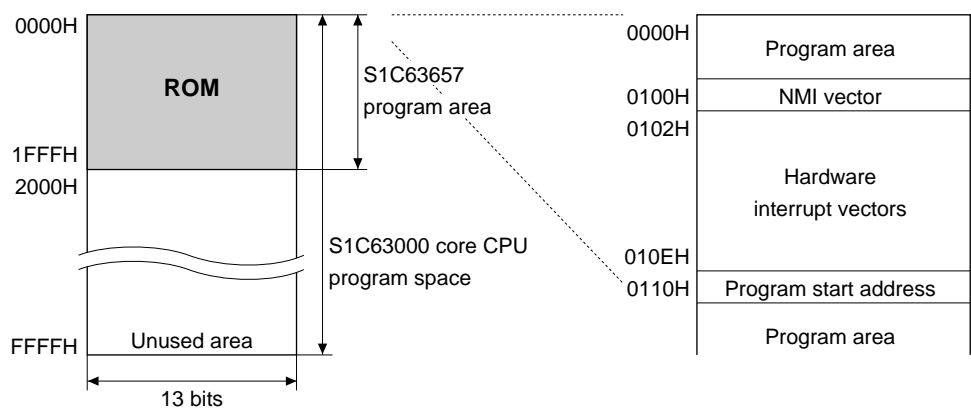 0000H
ROM
1FFFH
2000H
FFFFH
Unused area
13 bits
S1C63657
program area
S1C63000 core CPU
program space
0000H
Program area
0100H
NMI vector
0102H
Hardware
interrupt vectors
010EH
0110H
Program start address
Program area